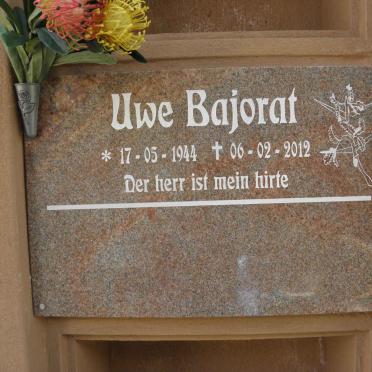 Uwe Bajorat
* 17-05-1944 ✝ 06-02-2012
Der herr ist mein hirte